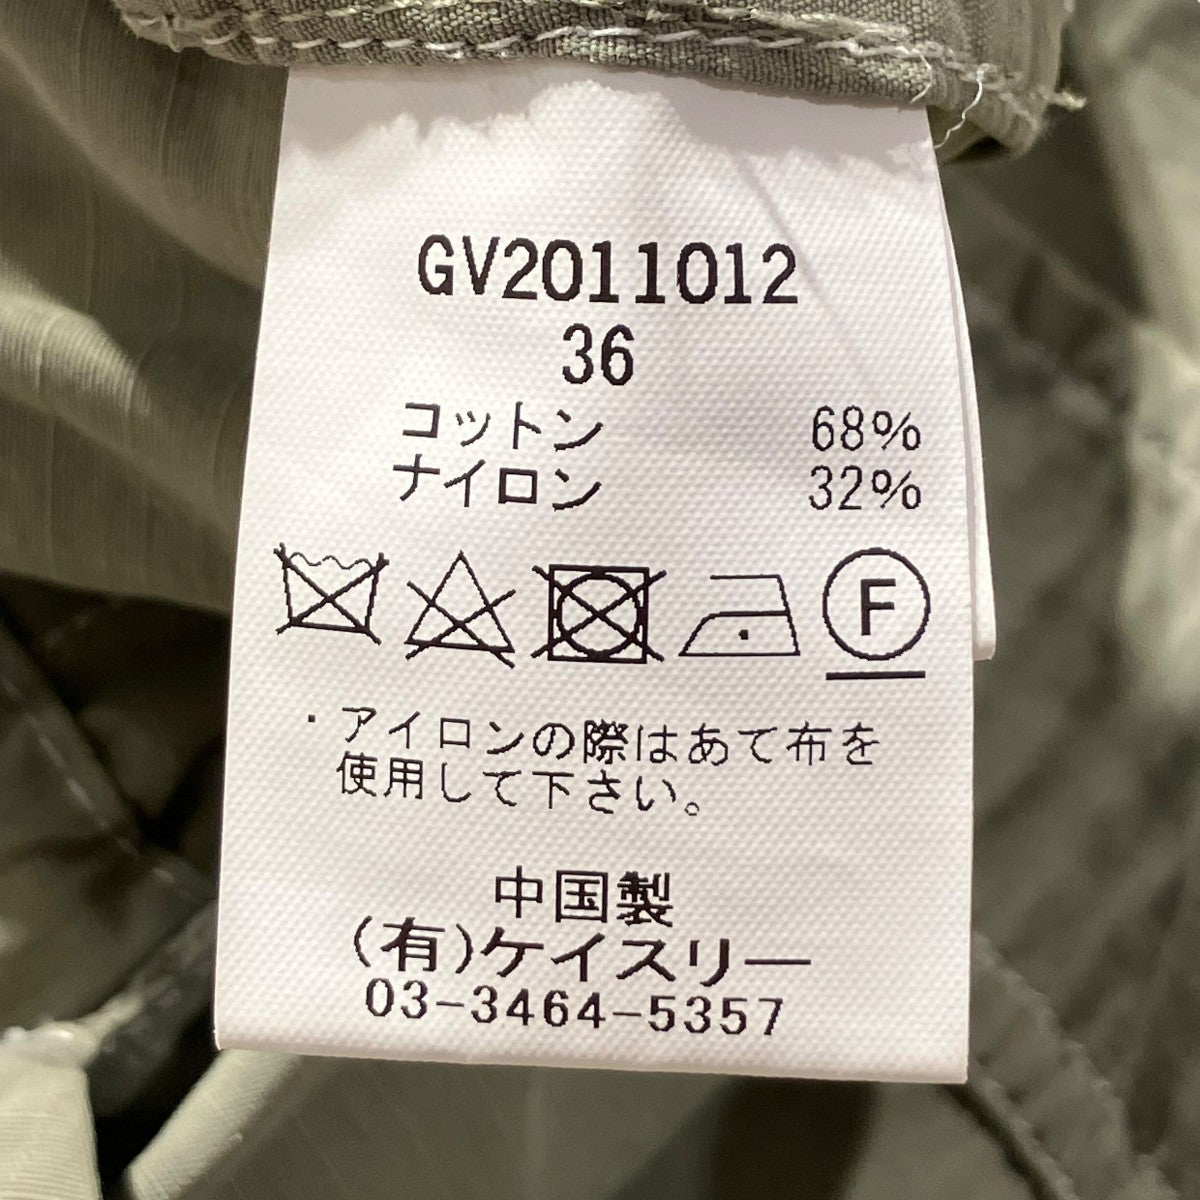 GV2011012
36
コットン 68%
ナイロン 32%
F
・アイロンの際はあて布を
使用して下さい。
中国製
(有)ケイスリー
03-3464-5357